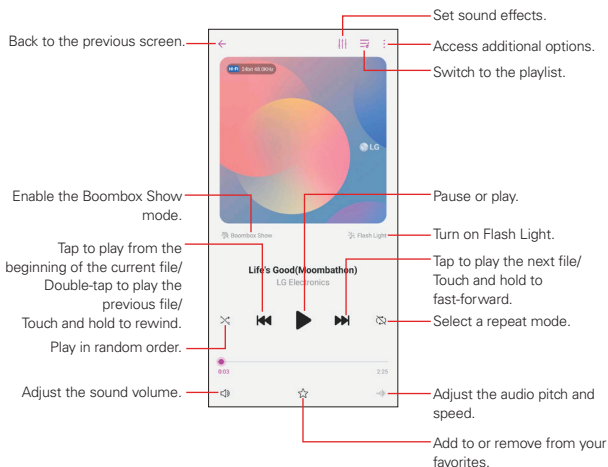 Set sound effects.
Back to the previous screen.
Access additional options.
Switch to the playlist.
Hi-Fi 24bit 48.0KHz
LG
Enable the Boombox Show
mode.
Pause or play.
Boombox Show
Flash Light
Turn on Flash Light.
Tap to play from the
beginning of the current file/
Double-tap to play the
previous file/
Touch and hold to rewind.
Life's Good(Moombathon)
LG Electronics
Tap to play the next file/
Touch and hold to
fast-forward.
Select a repeat mode.
Play in random order.
0:03
2:25
Adjust the sound volume.
Adjust the audio pitch and
speed.
Add to or remove from your
favorites.